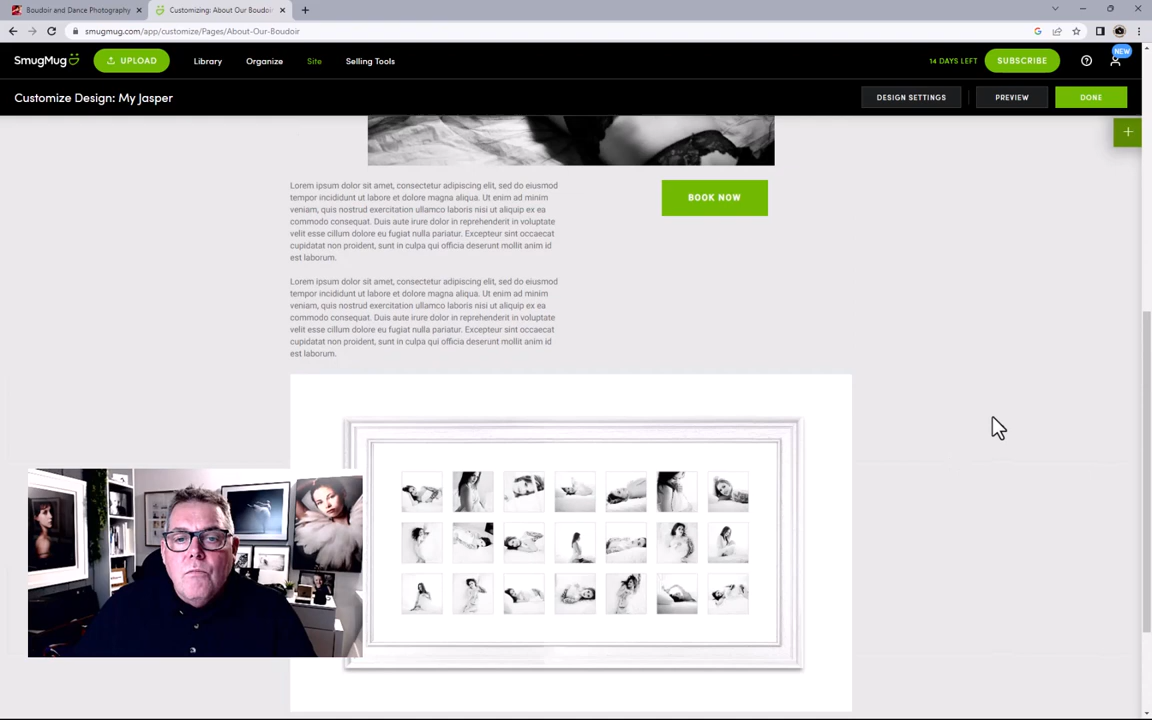 Boudoir and Dance Photography
Customizing: About Our Boudoir
smugmug.com/app/customize/Pages/About-Our-Boudoir
SmugMug UPLOAD Library Organize Site Selling Tools 14 DAYS LEFT SUBSCRIBE NEW
Customize Design: My Jasper DESIGN SETTINGS PREVIEW DONE
BOOK NOW
Lorem ipsum dolor sit amet, consectetur adipiscing elit, sed do eiusmod
tempor incididunt ut labore et dolore magna aliqua. Ut enim ad minim
veniam, quis nostrud exercitation ullamco laboris nisi ut aliquip ex ea
commodo consequat. Duis aute irure dolor in reprehenderit in voluptate
velit esse cillum dolore eu fugiat nulla pariatur. Excepteur sint occaecat
cupidatat non proident, sunt in culpa qui officia deserunt mollit anim id
est laborum.
Lorem ipsum dolor sit amet, consectetur adipiscing elit, sed do eiusmod
tempor incididunt ut labore et dolore magna aliqua. Ut enim ad minim
veniam, quis nostrud exercitation ullamco laboris nisi ut aliquip ex ea
commodo consequat. Duis aute irure dolor in reprehenderit in voluptate
velit esse cillum dolore eu fugiat nulla pariatur. Excepteur sint occaecat
cupidatat non proident, sunt in culpa qui officia deserunt mollit anim id
est laborum.